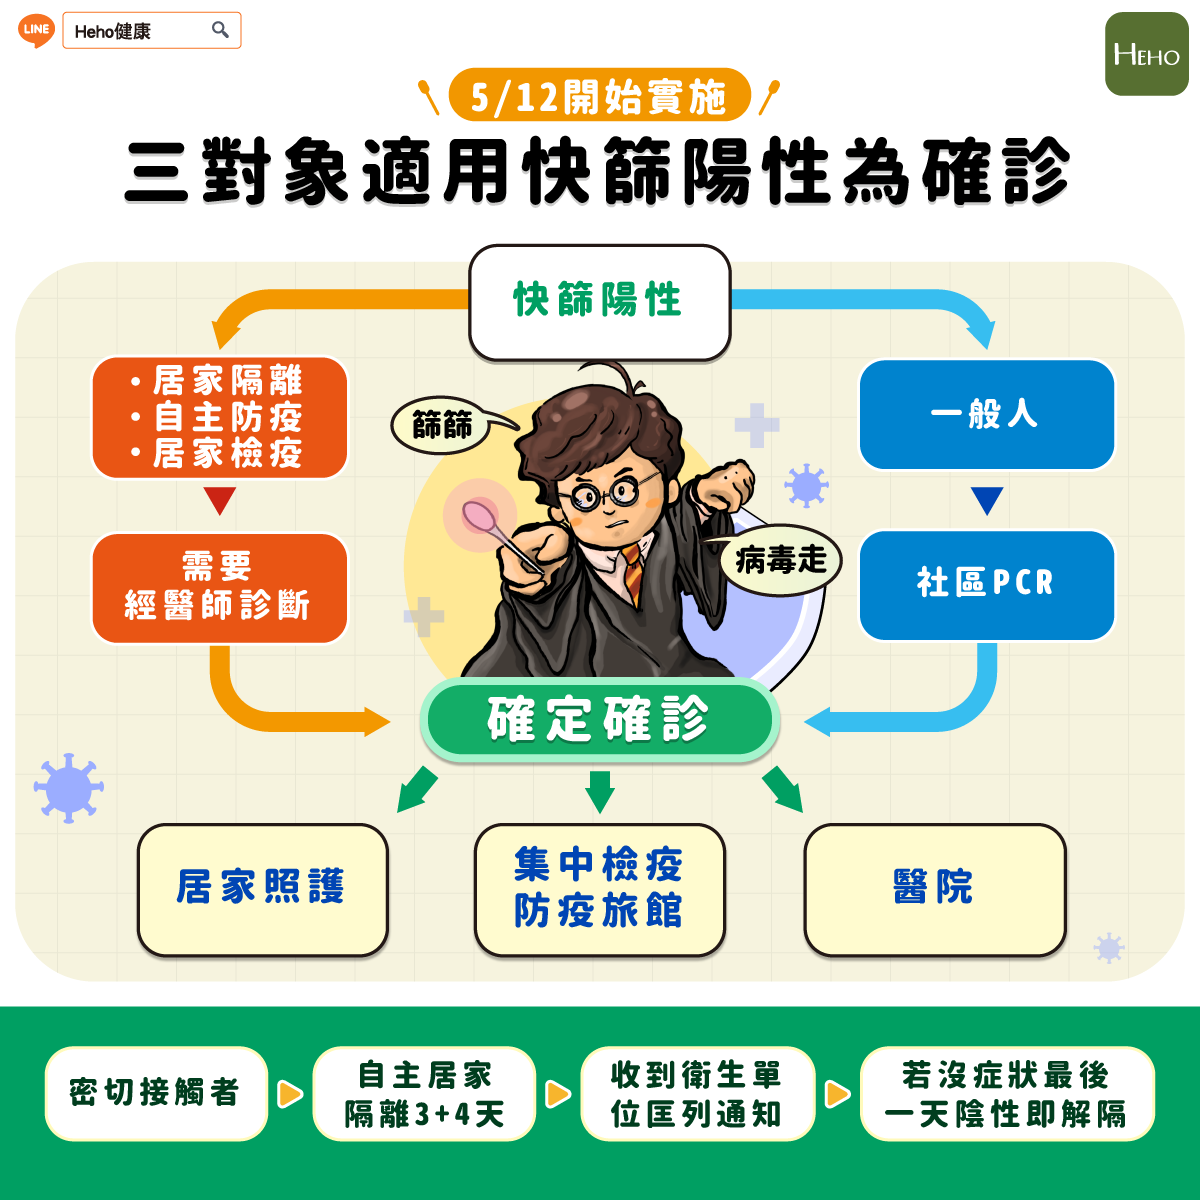 LINE
Heho健康
HEHO
5/12開始實施
三對象適用快篩陽性為確診
快篩陽性
・居家隔離
・自主防疫
・居家檢疫
一般人
篩篩
病毒走
需要
經醫師診斷
社區PCR
確定確診
居家照護
集中檢疫
防疫旅館
醫院
密切接觸者
自主居家
隔離3+4天
收到衛生單
位匡列通知
若沒症狀最後
一天陰性即解隔